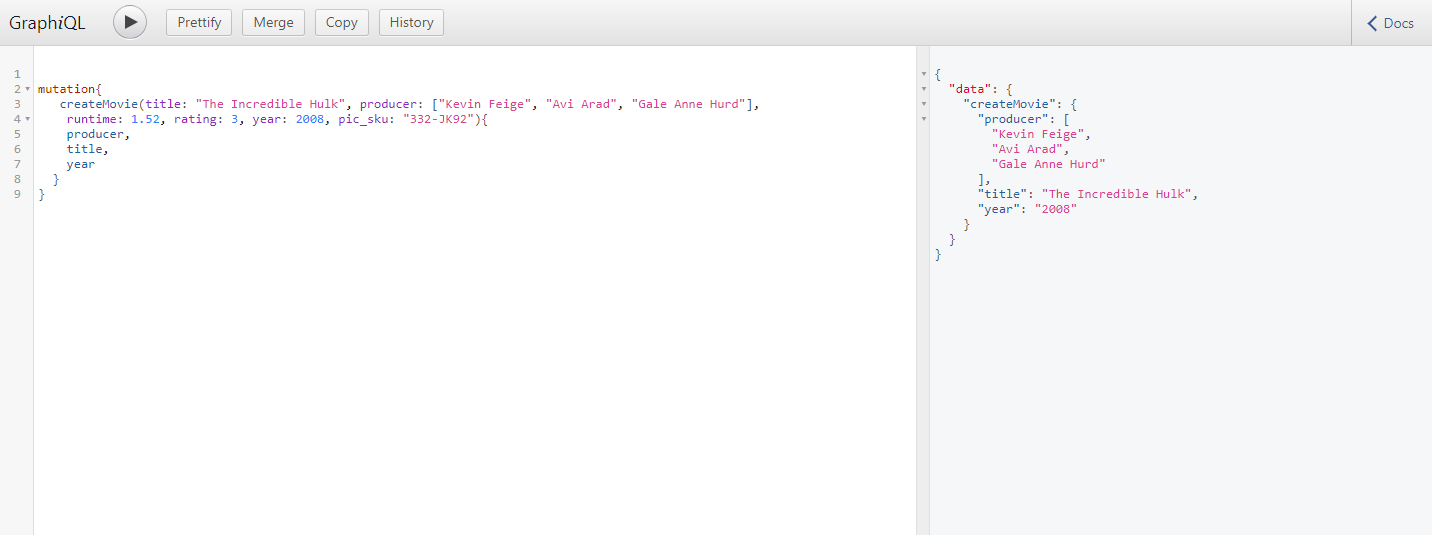 GraphiQL Prettify Merge Copy History Docs
1
2 mutation{
3 createMovie(title: "The Incredible Hulk", producer: ["Kevin Feige", "Avi Arad", "Gale Anne Hurd"],
4 runtime: 1.52, rating: 3, year: 2008, pic_sku: "332-JK92"){
5 producer,
6 title,
7 year
8 }
9 }
{
"data": {
"createMovie": {
"producer": [
"Kevin Feige",
"Avi Arad",
"Gale Anne Hurd"
],
"title": "The Incredible Hulk",
"year": "2008"
}
}
}